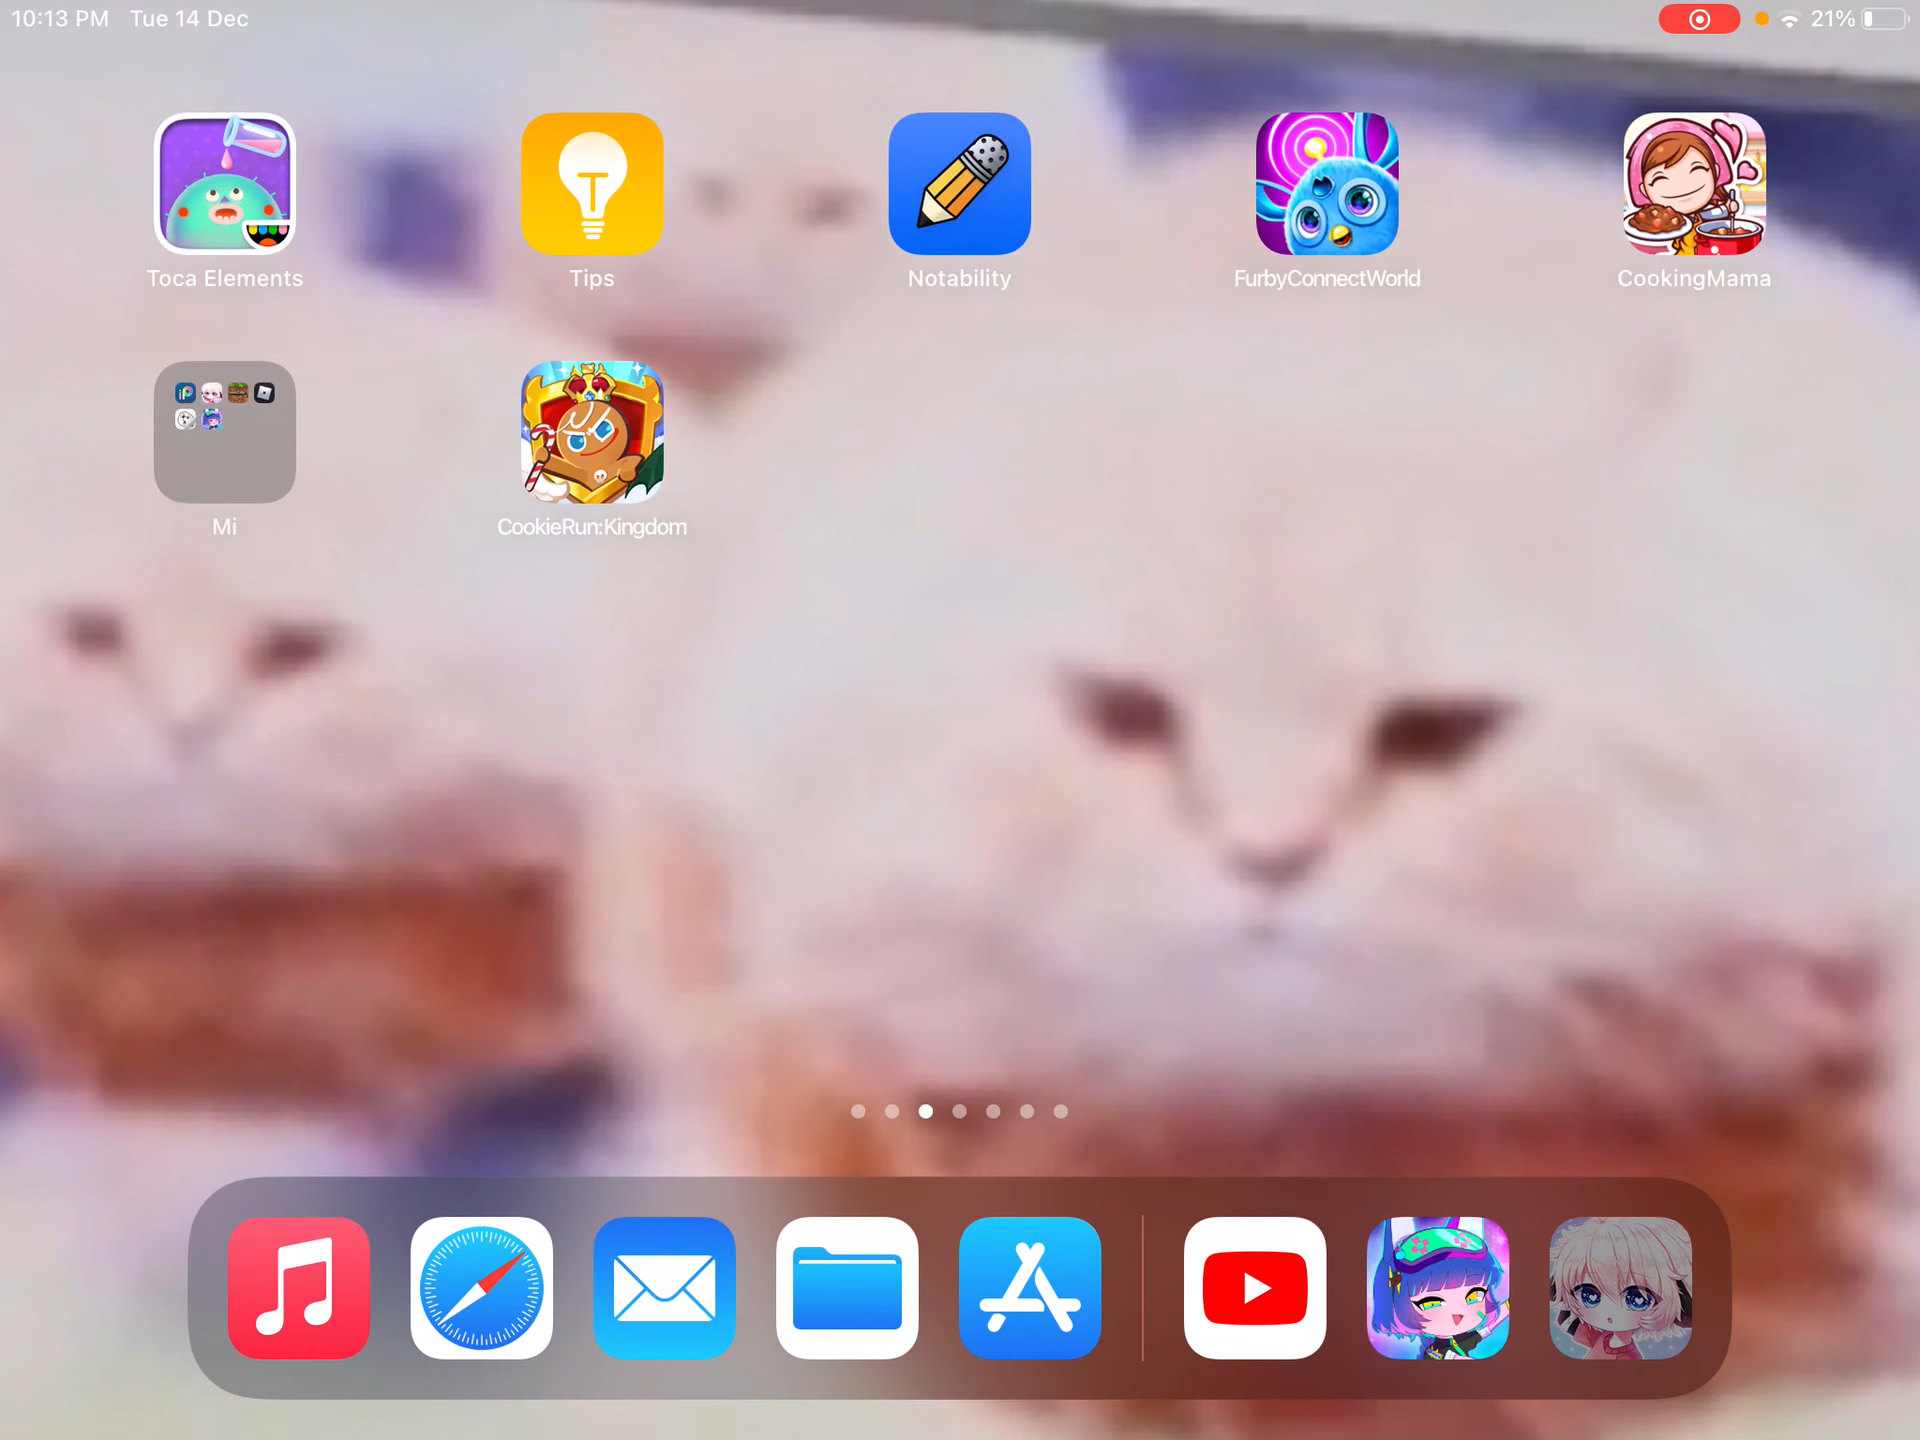 10:13 PM Tue 14 Dec
21%
Toca Elements
Tips
Notability
FurbyConnectWorld
CookingMama
Mi
CookieRun:Kingdom